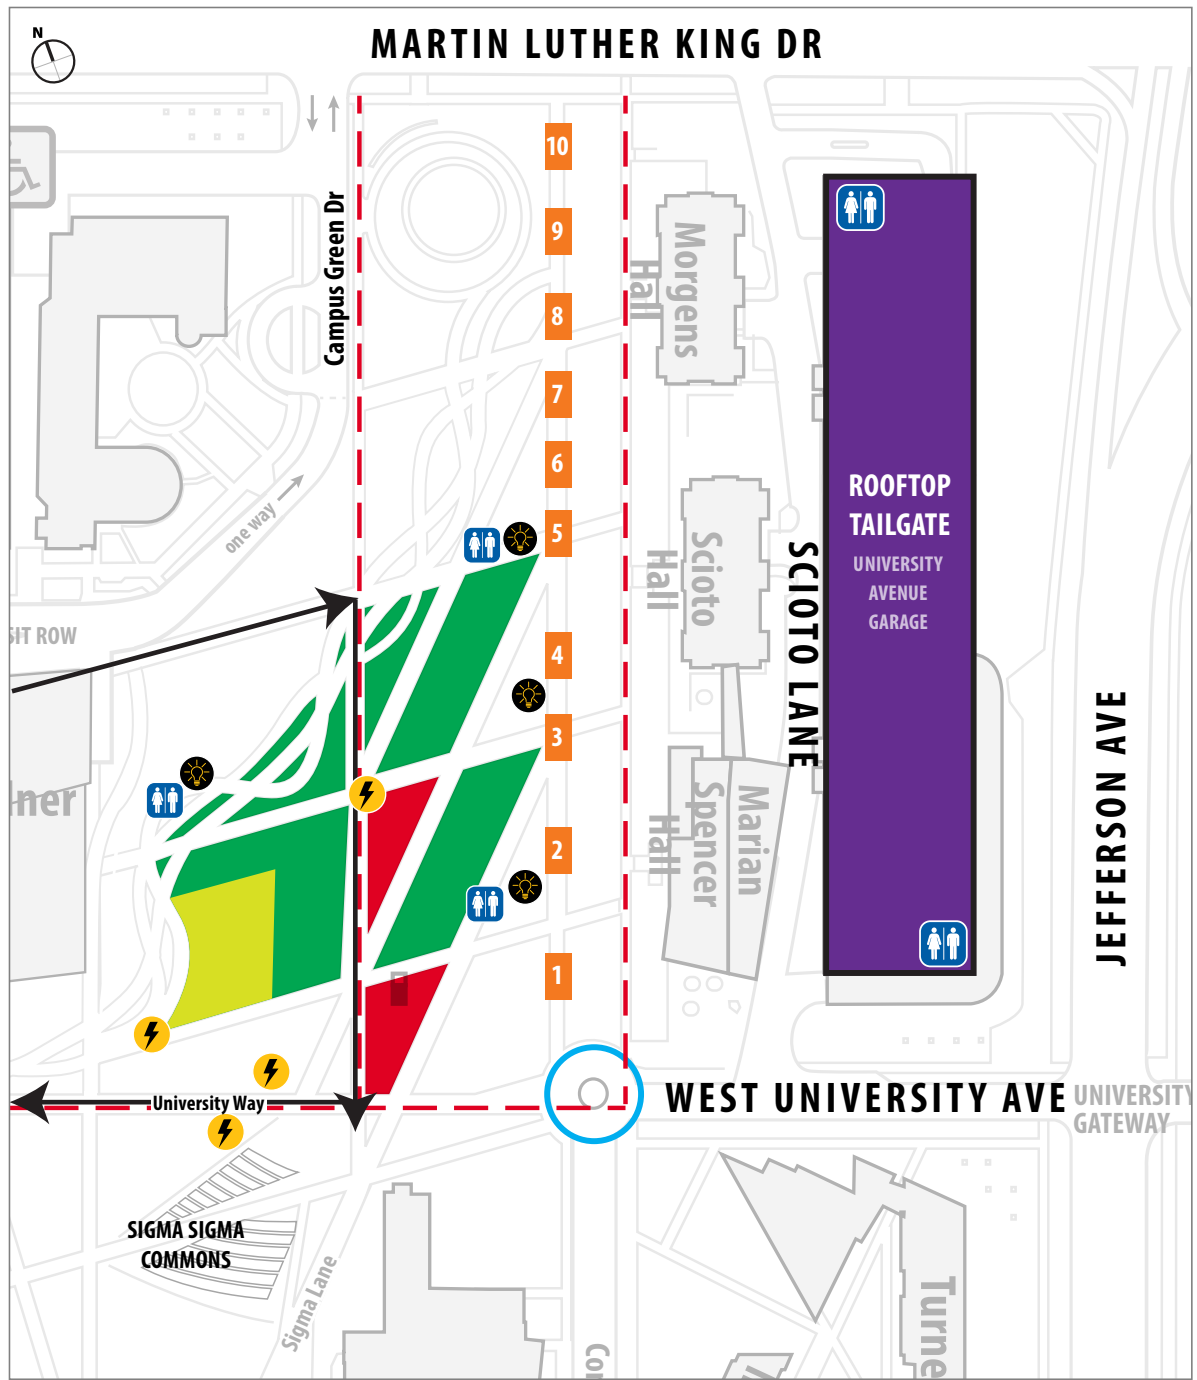 N
MARTIN LUTHER KING DR
10
9
8
7
6
5
4
3
2
1
Campus Green Dr
Morgens
Hall
one way
Scioto
Hall
SCIOTO LANE
ROOFTOP
TAILGATE
UNIVERSITY
AVENUE
GARAGE
SIT ROW
ner
Marian
Spencer
Hall
JEFFERSON AVE
University Way
WEST UNIVERSITY AVE
UNIVERSITY
GATEWAY
SIGMA SIGMA
COMMONS
Sigma Lane
Turne
Cor